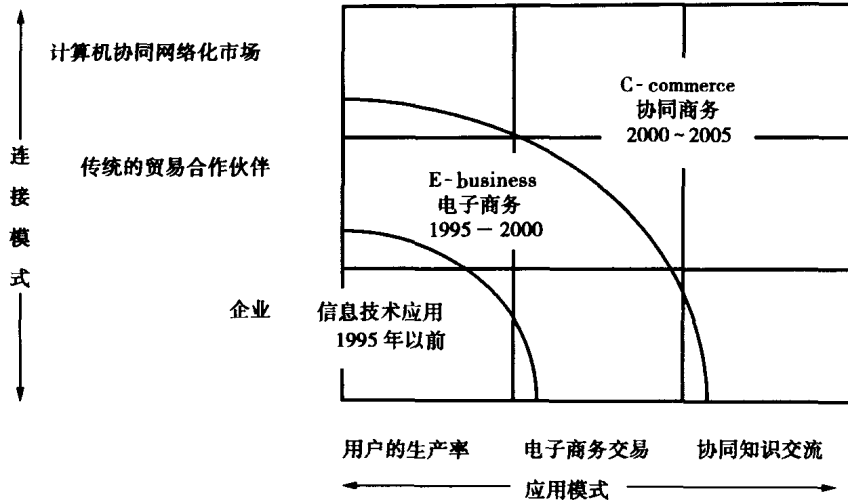 计算机协同网络化市场
C-commerce
协同商务
2000~2005
连接模式
传统的贸易合作伙伴
E-business
电子商务
1995－2000
企业
信息技术应用
1995年以前
用户的生产率
电子商务交易
协同知识交流
应用模式